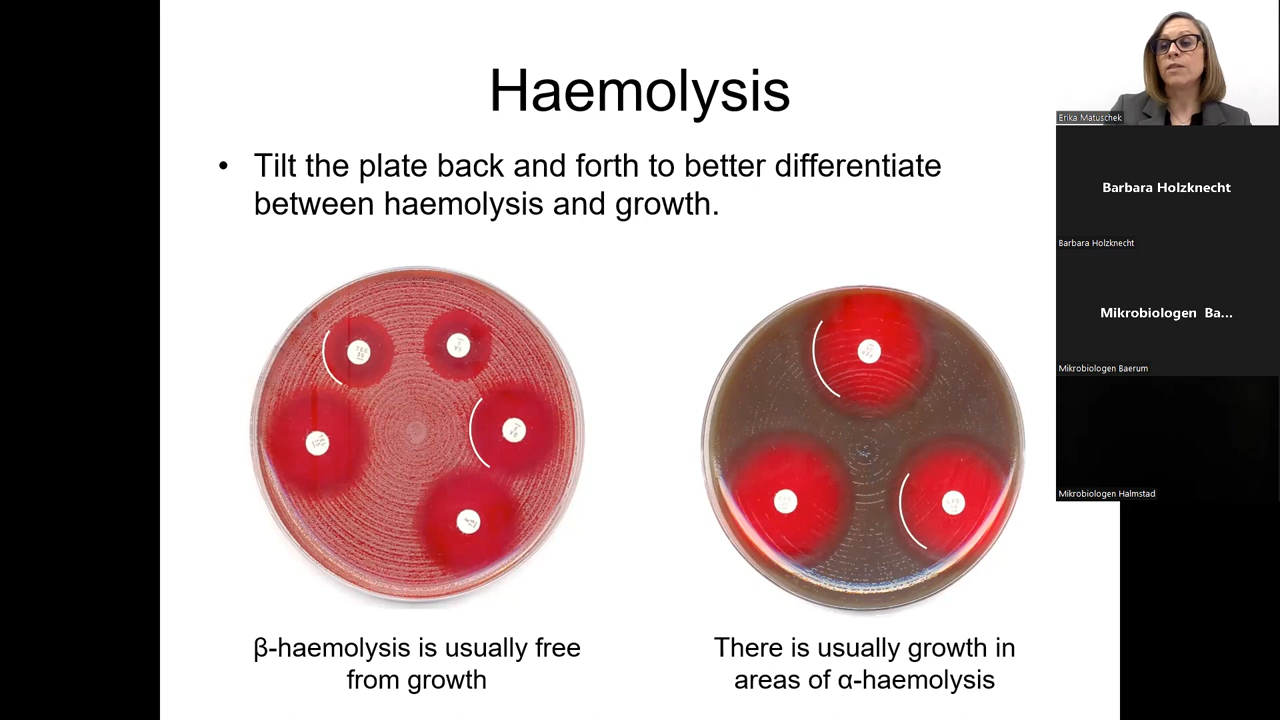 Haemolysis
• Tilt the plate back and forth to better differentiate
between haemolysis and growth.
β-haemolysis is usually free
from growth
There is usually growth in
areas of α-haemolysis
Erika Matuschek
Barbara Holzknecht
Barbara Holzknecht
Mikrobiologen Ba...
Mikrobiologen Baerum
Mikrobiologen Halmstad